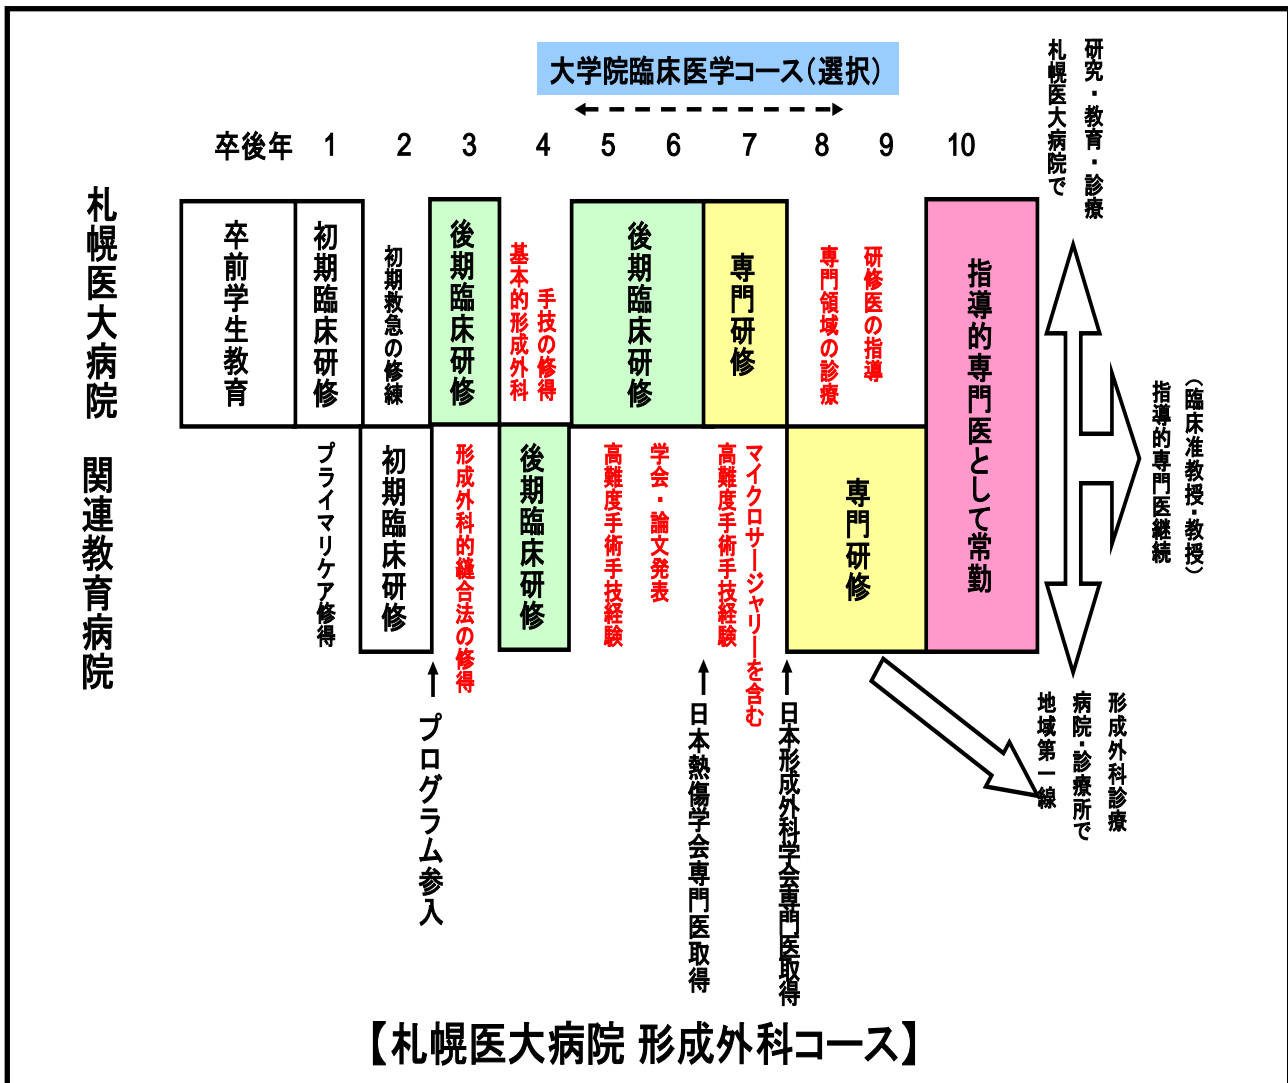 大学院臨床医学コース（選択）
卒後年 1 2 3 4 5 6 7 8 9 10
札幌医大病院
関連教育病院
卒前学生教育
初期臨床研修
初期救急の修練
後期臨床研修
基本的形成外科
手技の修得
後期臨床研修
専門研修
専門領域の診療
研修医の指導
指導的専門医として常勤
プライマリケア修得
初期臨床研修
形成外科的縫合法の修得
後期臨床研修
高難度手術手技経験
学会・論文発表
高難度手術手技経験
マイクロサージャリーを含む
専門研修
プログラム参入
日本熱傷学会専門医取得
日本形成外科学会専門医取得
札幌医大病院で
研究・教育・診療
指導的専門医継続
（臨床准教授・教授）
地域第一線
病院・診療所で
形成外科診療
【札幌医大病院 形成外科コース】